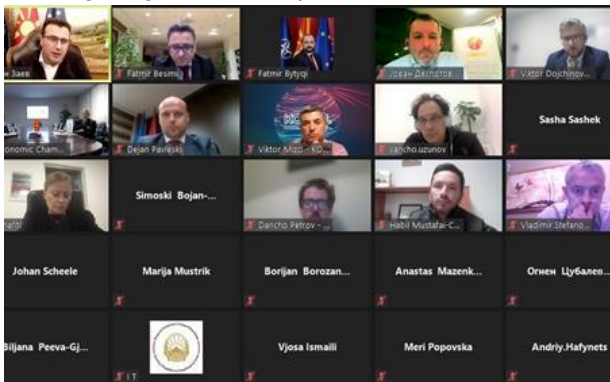 н Заев
Fatmir Besimi
Fatmir Bytyqi
Јован Деспотов
Viktor Dojchinov...
onomic Cham...
Dejan Pavleski
Viktor Mizo - KO
Tancho.uzunov
Sasha Sashek
Simoski Bojan-...
Dancho Petrov - ...
Habil Mustafai-C...
Vladimir.Stefano...
Johan Scheele
Marija Mustrik
Borijan Borozan...
Anastas Mazenk...
Огнен Цубалев...
Biljana Peeva-Gj...
I T
Vjosa Ismaili
Meri Popovska
Andriy.Hafynets